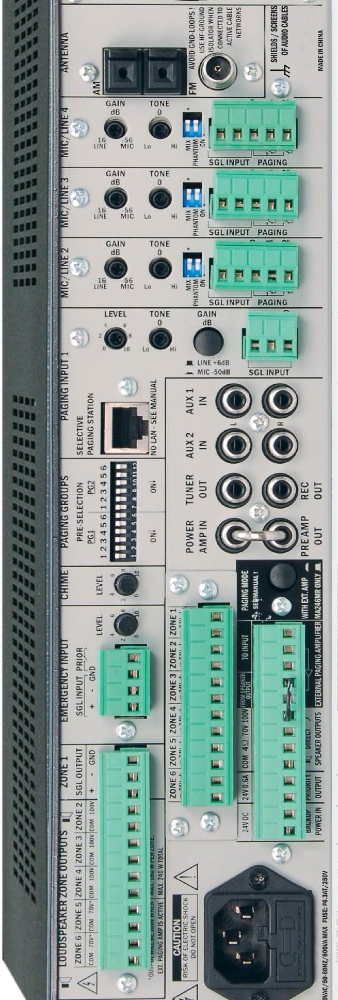 ANTENNA
AM
FM
AVOID GND-LOOPS !
USE HF-GROUND
ISOLATOR WHEN
CONNECTED TO
ACTIVE CABLE
NETWORKS
SHIELDS / SCREENS
OF AUDIO CABLES
MADE IN CHINA
MIC/LINE 4
GAIN
dB
-16 -56
LINE MIC
TONE
0
Lo Hi
*
MIX
PHANTOM
ON
SGL INPUT PAGING
MIC/LINE 3
GAIN
dB
-16 -56
LINE MIC
TONE
0
Lo Hi
*
MIX
PHANTOM
ON
SGL INPUT PAGING
MIC/LINE 2
GAIN
dB
-16 -56
LINE MIC
TONE
0
Lo Hi
*
MIX
PHANTOM
ON
SGL INPUT PAGING
PAGING INPUT 1
LEVEL
4 6
2 8
0 10
TONE
0
Lo Hi
GAIN
dB
LINE +6dB
MIC -50dB
SGL INPUT
SELECTIVE
PAGING STATION
NO LAN - SEE MANUAL
AUX 1
IN
L
R
AUX 2
IN
TUNER
OUT
REC
OUT
POWER
AMP IN
PRE AMP
OUT
PAGING GROUPS
PRE-SELECTION
PG1 PG2
1 2 3 4 5 6 1 2 3 4 5 6
1 2 3 4 5 6 7 8 9 10 11 12
ON↓ ON↓
CHIME
LEVEL
2 4 6 8 10
EMERGENCY INPUT
LEVEL
2 4 6 8 10
SGL INPUT PRIOR
+ - GND
PAGING MODE
SEE MANUAL !
WITH EXT. AMP
MA246MR ONLY
ZONE 6 ZONE 5 ZONE 4 ZONE 3 ZONE 2 ZONE 1
24V DC 24V 0.6A COM 4Ω 70V 100V FROM SPEAKER
OUTPUT
TO INPUT
BACKUP PRIORITY DIRECT
POWER IN OUTPUT SPEAKER OUTPUTS EXTERNAL PAGING AMPLIFIER
LOUDSPEAKER ZONE OUTPUTS
ZONE 1
ZONE 6 ZONE 5 ZONE 4 ZONE 3 ZONE 2 SGL OUTPUT
COM 70V* COM 70V* COM 100V COM 100V COM 100V + - GND
*OUTPUT WILL BE 100V WHEN MAX. 180 W PER ZONE.
EXT. PAGING AMP IS ACTIVE MAX. 240 W TOTAL
CAUTION
RISK OF ELECTRIC SHOCK
DO NOT OPEN
0VAC/50-60HZ/800VA MAX FUSE: F6.3AT/250V